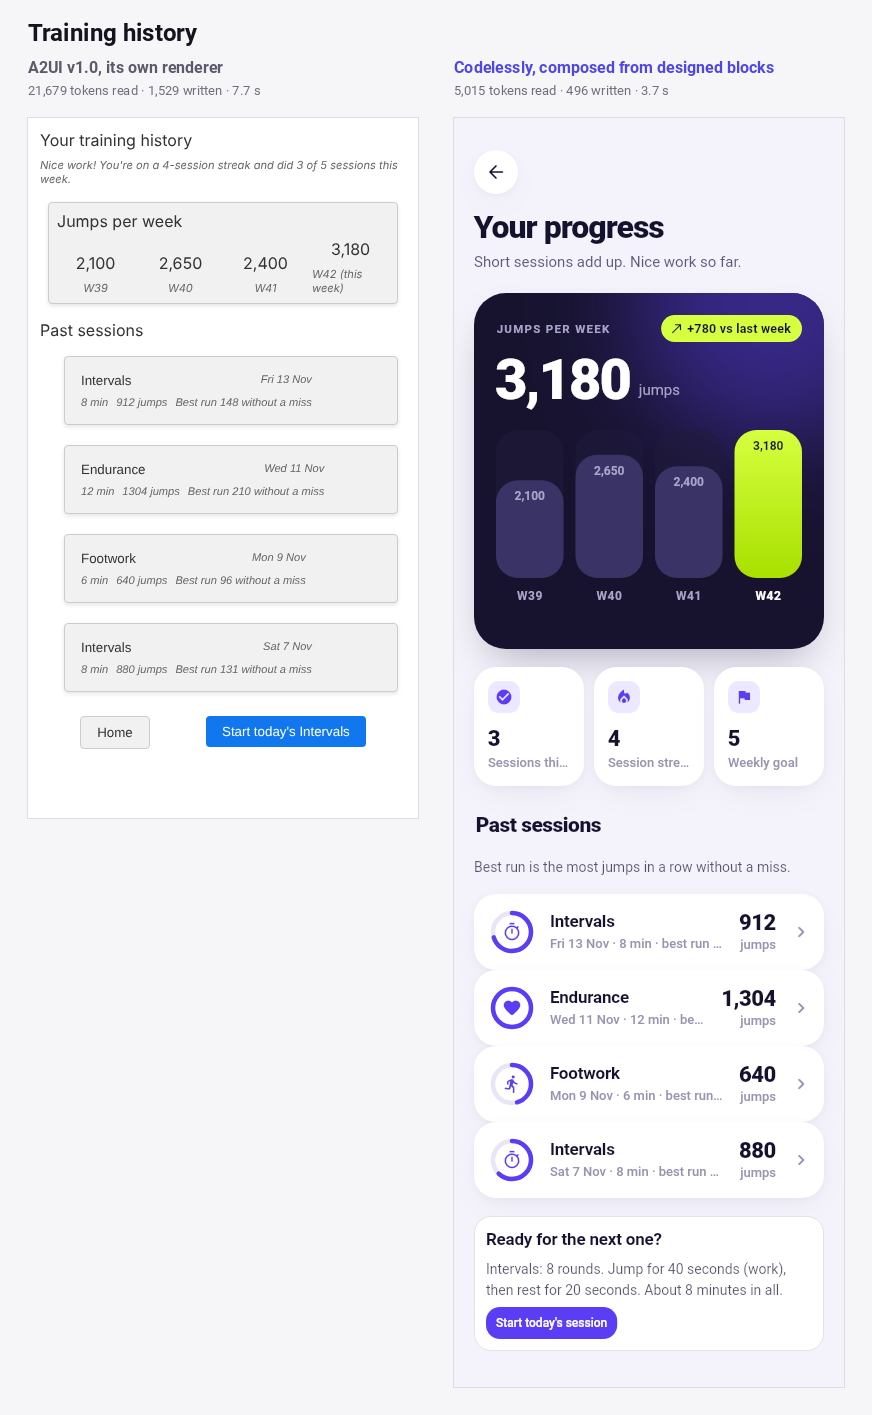 Training history
A2UI v1.0, its own renderer
21,679 tokens read · 1,529 written · 7.7 s
Your training history
Nice work! You're on a 4-session streak and did 3 of 5 sessions this
week.
Jumps per week
2,100
2,650
2,400
3,180
W39
W40
W41
W42 (this
week)
Past sessions
Intervals
Fri 13 Nov
8 min 912 jumps Best run 148 without a miss
Endurance
Wed 11 Nov
12 min 1304 jumps Best run 210 without a miss
Footwork
Mon 9 Nov
6 min 640 jumps Best run 96 without a miss
Intervals
Sat 7 Nov
8 min 880 jumps Best run 131 without a miss
Home
Start today's Intervals
Codelessly, composed from designed blocks
5,015 tokens read · 496 written · 3.7 s
Your progress
Short sessions add up. Nice work so far.
JUMPS PER WEEK
+780 vs last week
3,180 jumps
2,100
2,650
2,400
3,180
W39
W40
W41
W42
3
Sessions thi...
4
Session stre...
5
Weekly goal
Past sessions
Best run is the most jumps in a row without a miss.
Intervals
Fri 13 Nov · 8 min · best run ...
912
jumps
Endurance
Wed 11 Nov · 12 min · be...
1,304
jumps
Footwork
Mon 9 Nov · 6 min · best run...
640
jumps
Intervals
Sat 7 Nov · 8 min · best run ...
880
jumps
Ready for the next one?
Intervals: 8 rounds. Jump for 40 seconds (work),
then rest for 20 seconds. About 8 minutes in all.
Start today's session